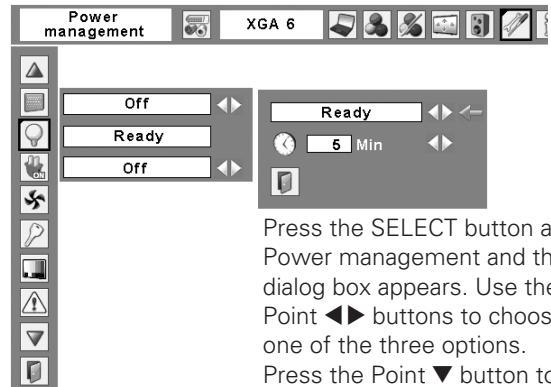 Power
management
XGA 6
Off
Ready
Off
Ready
5 Min
Press the SELECT button a
Power management and th
dialog box appears. Use the
Point ◀▶ buttons to choos
one of the three options.
Press the Point ▼ button to